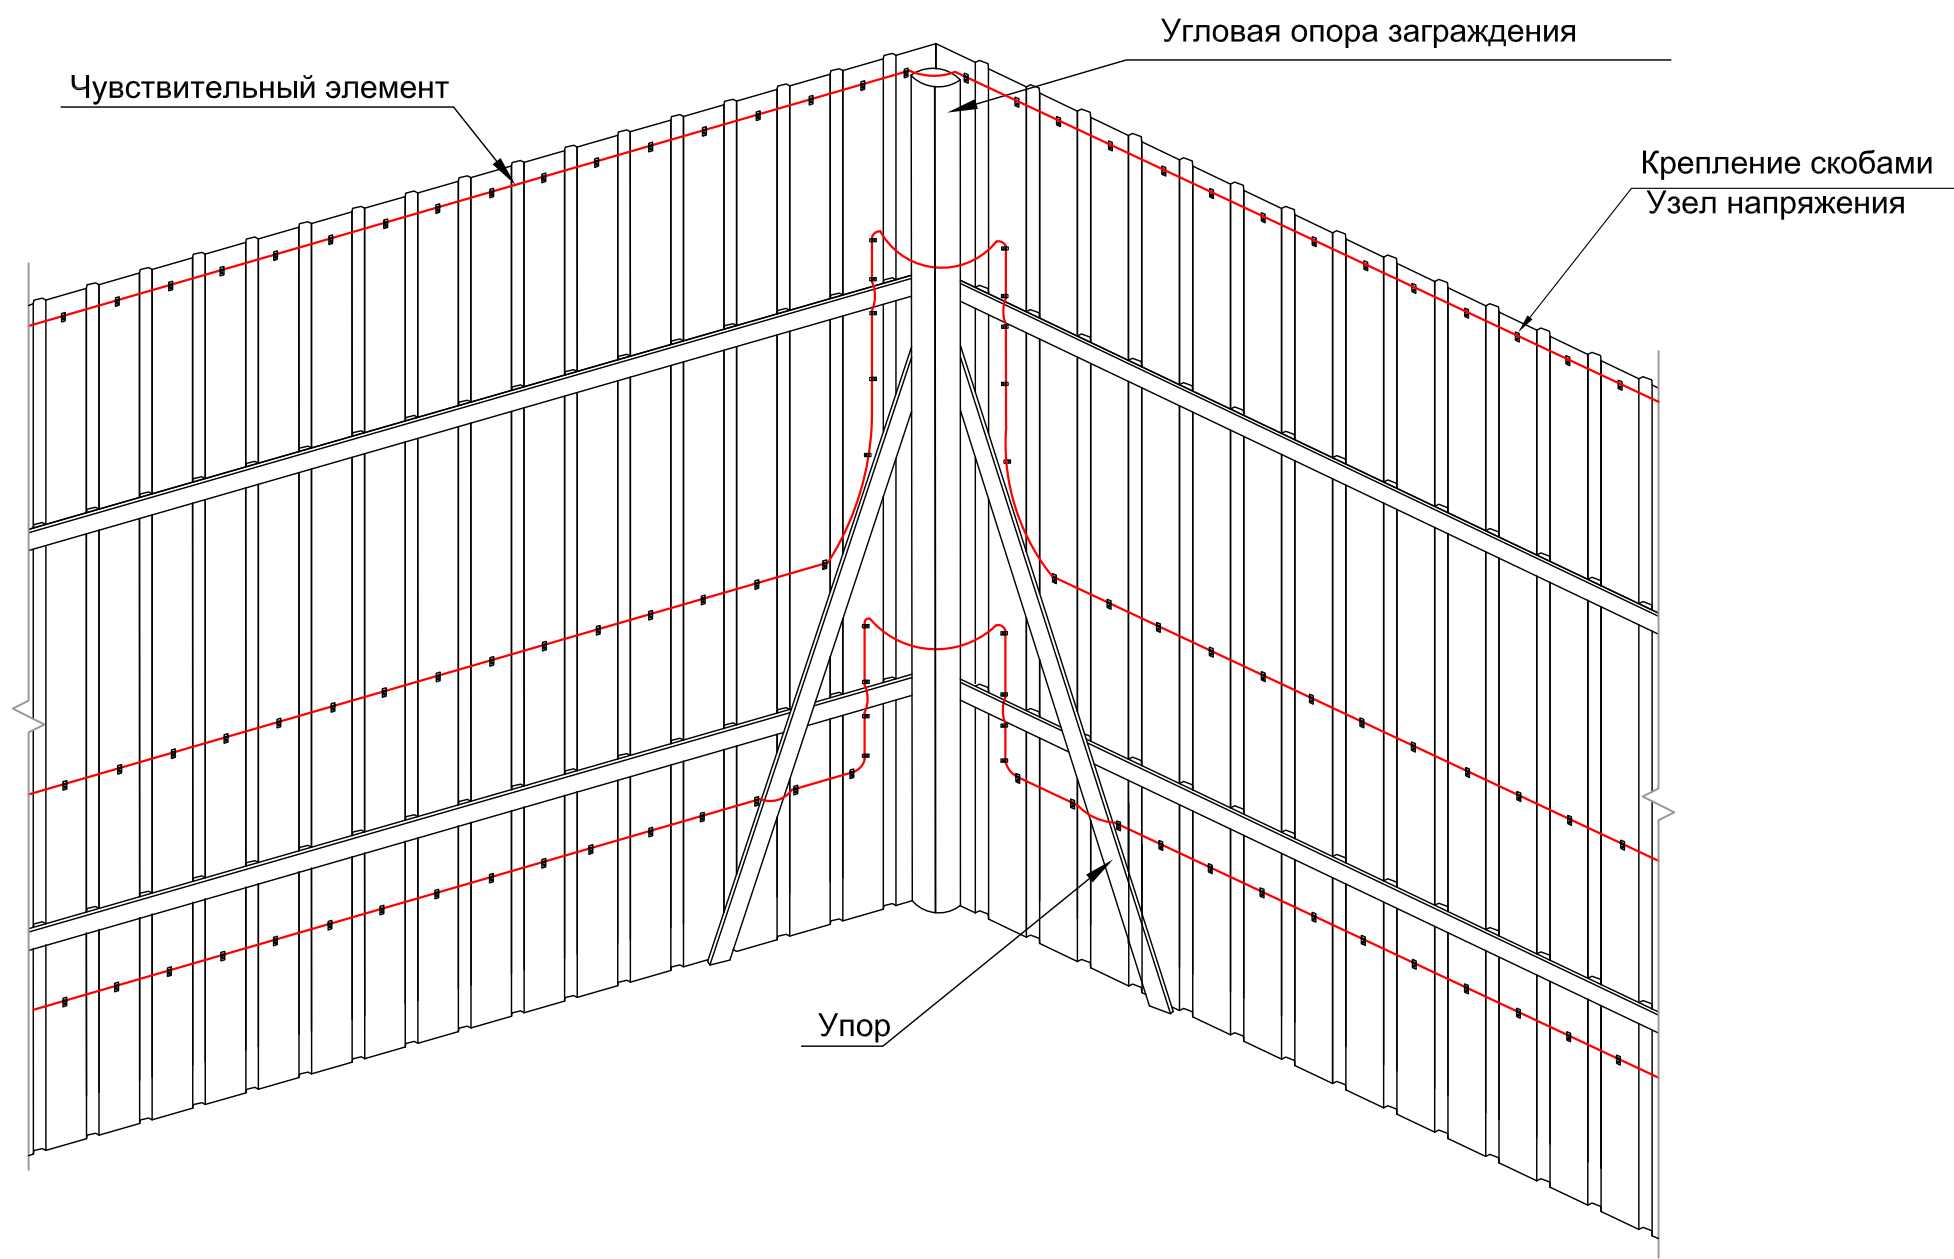 Угловая опора заграждения
Чувствительный элемент
Крепление скобами
Узел напряжения
Упор